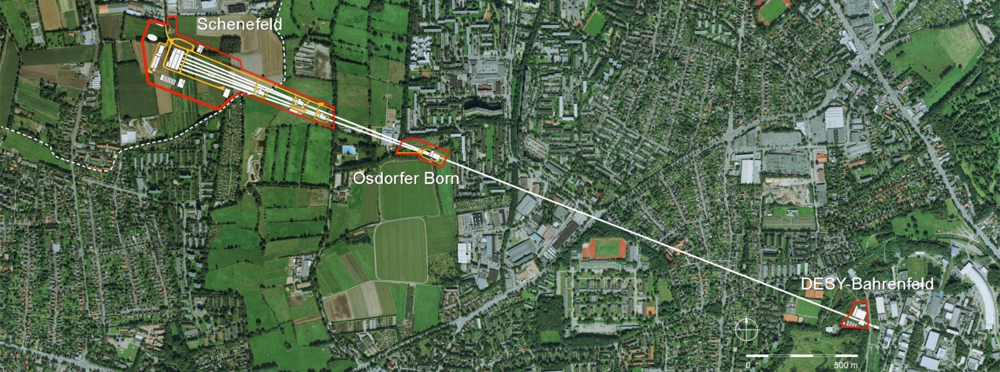 Schenefeld
Osdorfer Born
DESY-Bahrenfeld
0 500 m